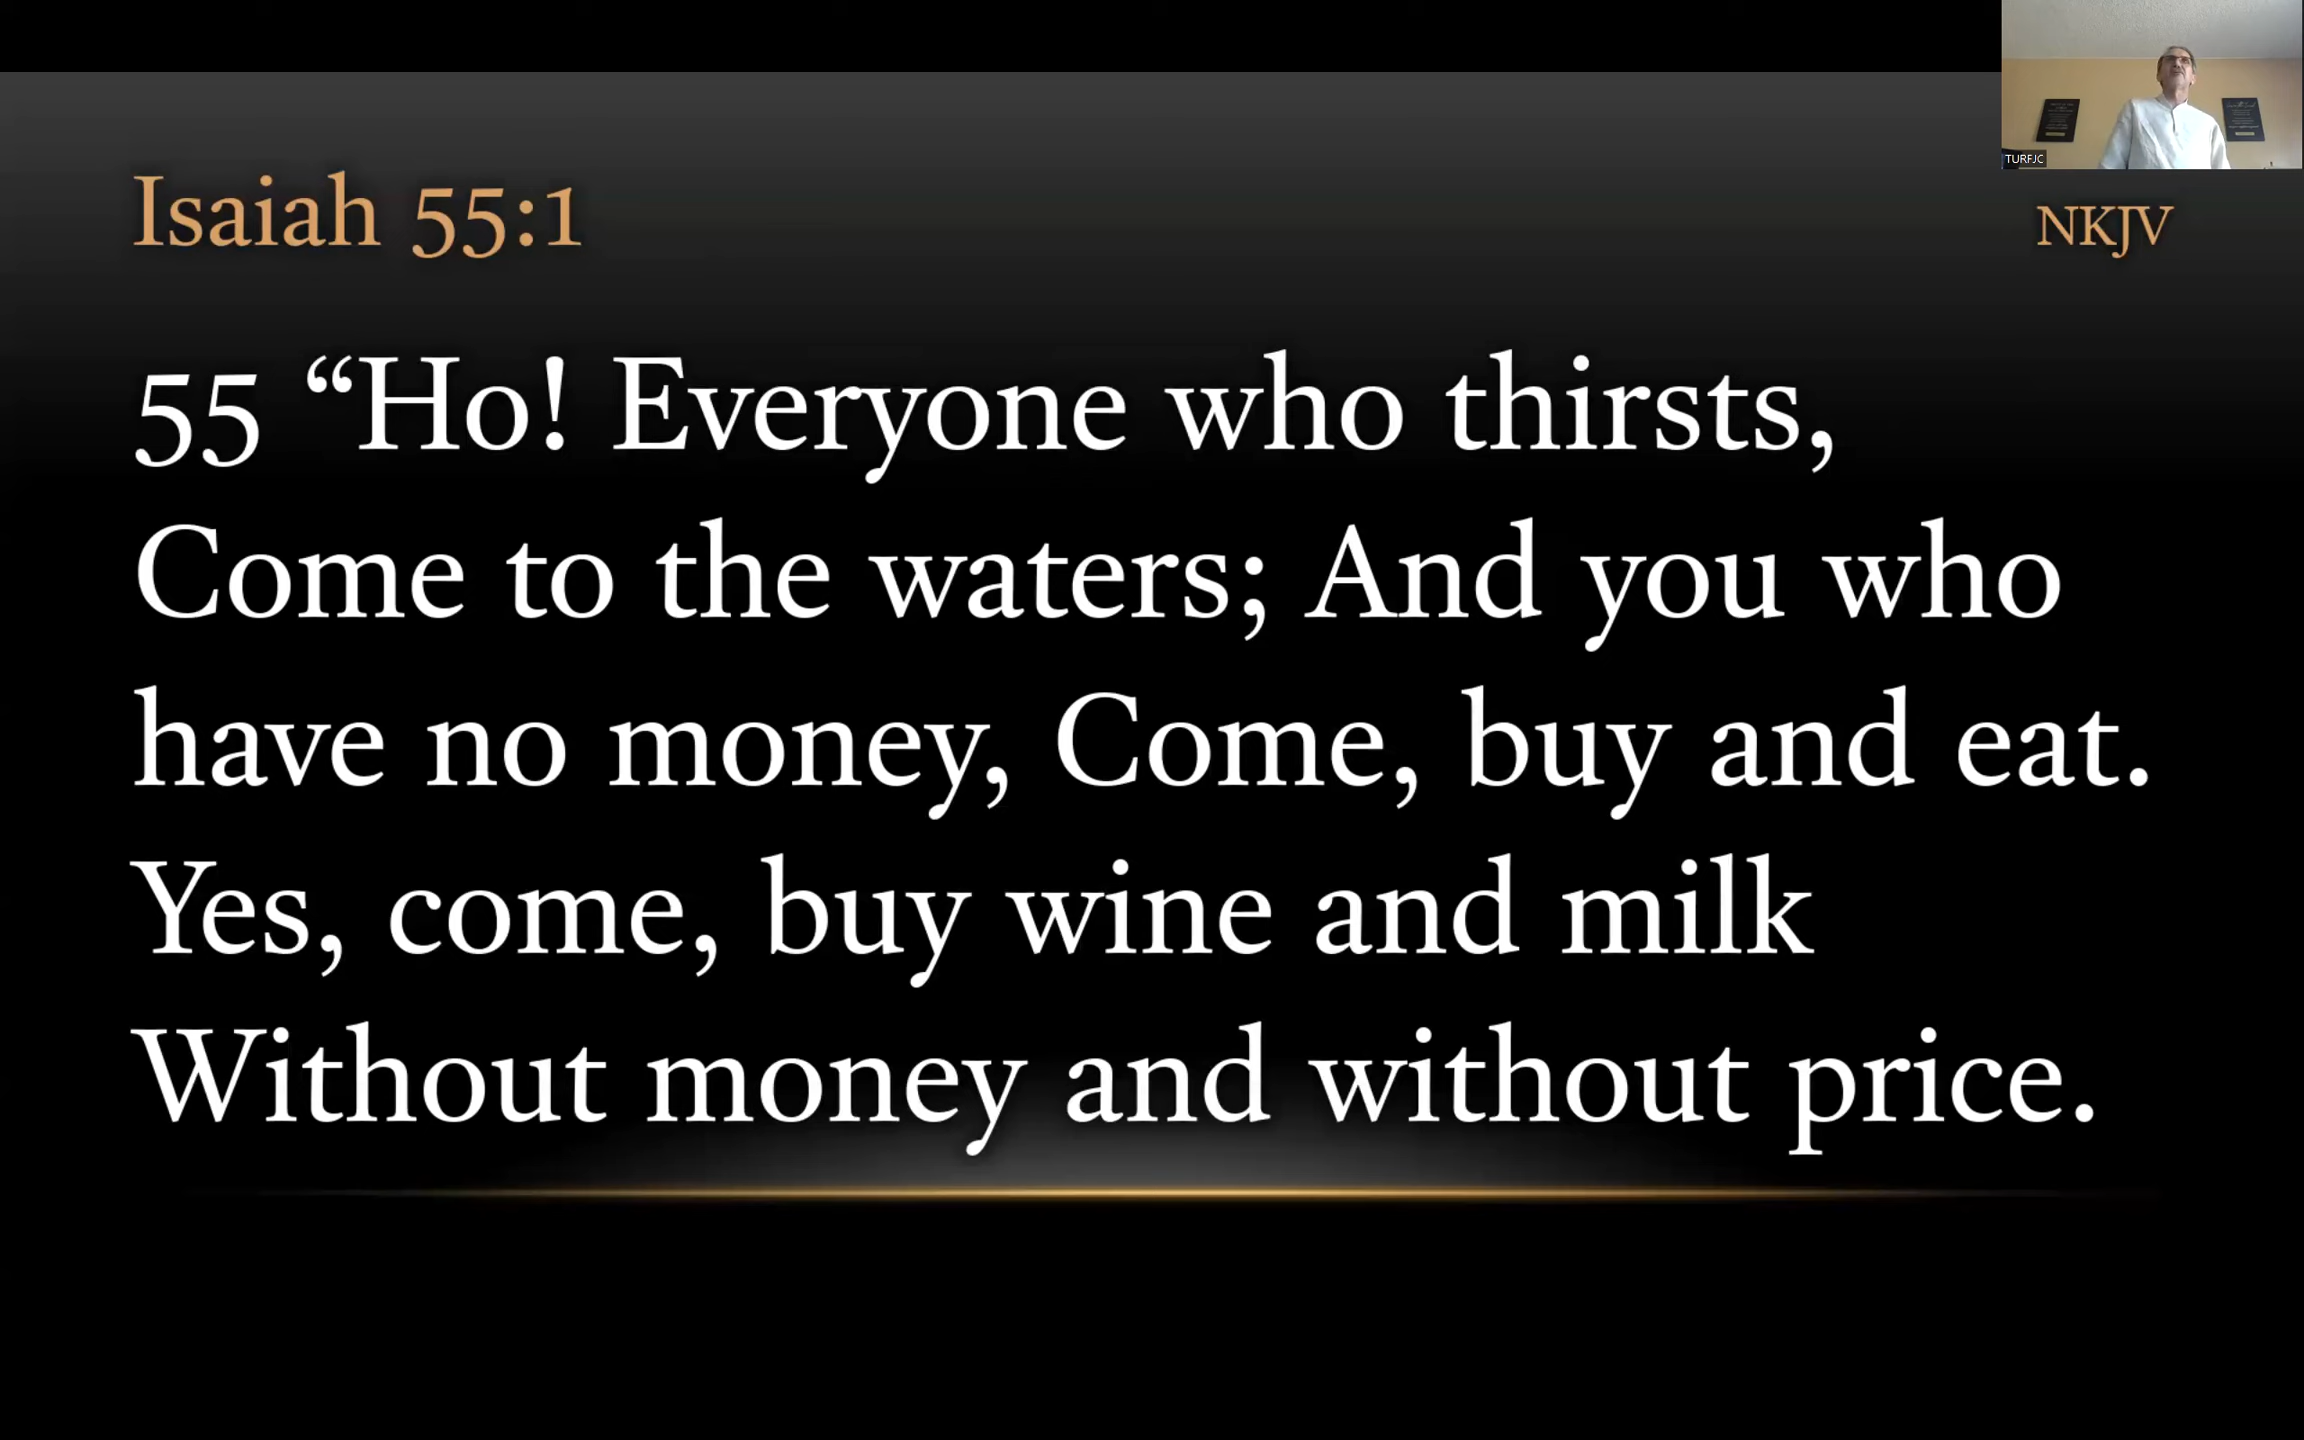 TURFJC
Isaiah 55:1
NKJV
55 “Ho! Everyone who thirsts,
Come to the waters; And you who
have no money, Come, buy and eat.
Yes, come, buy wine and milk
Without money and without price.